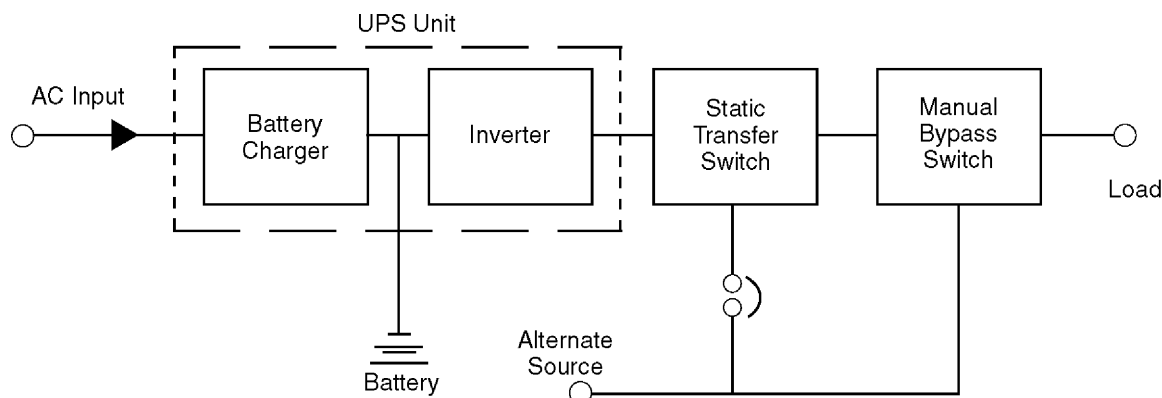 UPS Unit
AC Input
Battery
Charger
Inverter
Static
Transfer
Switch
Manual
Bypass
Switch
Load
Alternate
Source
Battery